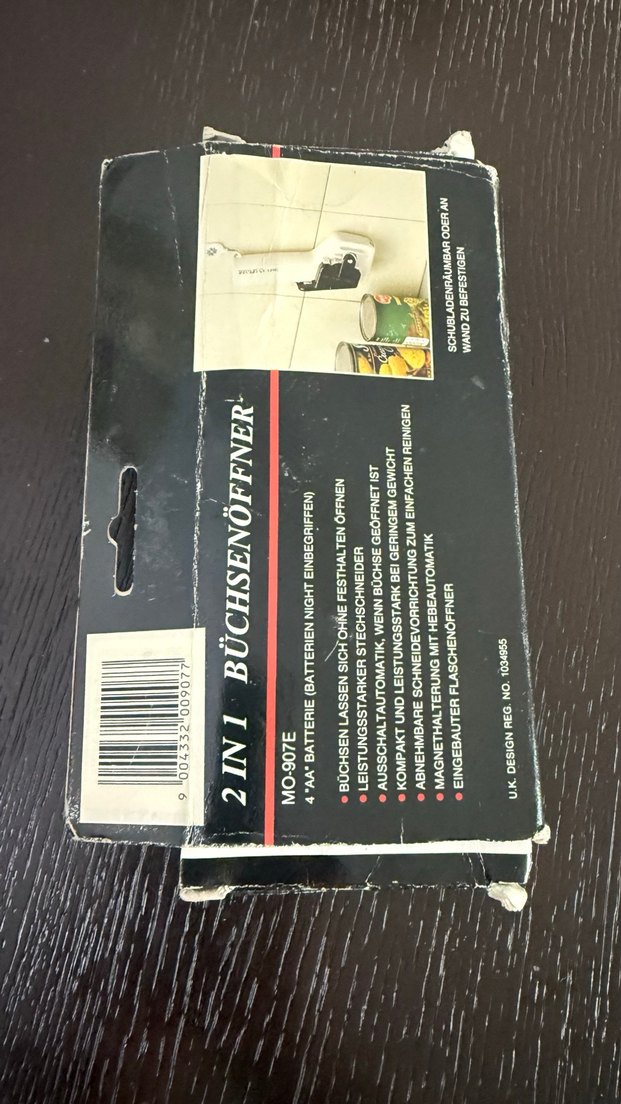 2 IN 1 BÜCHSENÖFFNER
MO-907E
4 "AA" BATTERIE (BATTERIEN NIGHT EINBEGRIFFEN)
• BÜCHSEN LASSEN SICH OHNE FESTHALTEN ÖFFNEN
• LEISTUNGSSTARKER STECHSCHNEIDER
• AUSSCHALTAUTOMATIK, WENN BÜCHSE GEÖFFNET IST
• KOMPAKT UND LEISTUNGSSTARK BEI GERINGEM GEWICHT
• ABNEHMBARE SCHNEIDEVORRICHTUNG ZUM EINFACHEN REINIGEN
• MAGNETHALTERUNG MIT HEBEAUTOMATIK
• EINGEBAUTER FLASCHENÖFFNER
U.K. DESIGN REG. NO. 1034955
SCHUBLADENRÄUMBAR ODER AN
WAND ZU BEFESTIGEN
9 004332 009077